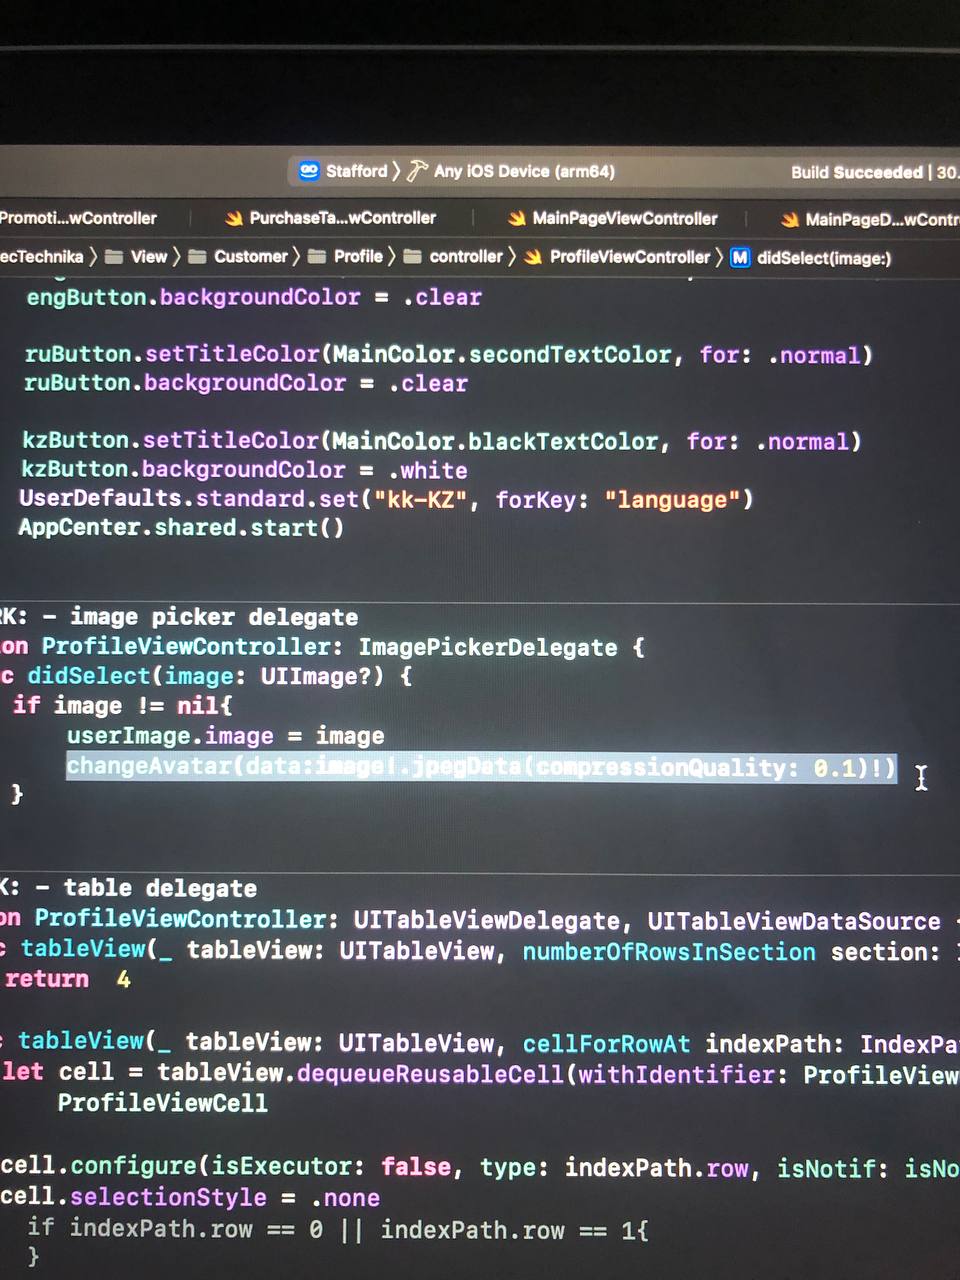 Stafford 〉 Any iOS Device (arm64)
Build Succeeded | 30.
Promoti...wController
PurchaseTa...wController
MainPageViewController
MainPageD...wContr
ecTechnika 〉 View 〉 Customer 〉 Profile 〉 controller 〉 ProfileViewController 〉 M didSelect(image:)
engButton.backgroundColor = .clear
ruButton.setTitleColor(MainColor.secondTextColor, for: .normal)
ruButton.backgroundColor = .clear
kzButton.setTitleColor(MainColor.blackTextColor, for: .normal)
kzButton.backgroundColor = .white
UserDefaults.standard.set("kk-KZ", forKey: "language")
AppCenter.shared.start()
RK: - image picker delegate
on ProfileViewController: ImagePickerDelegate {
c didSelect(image: UIImage?) {
if image != nil{
userImage.image = image
changeAvatar(data:image!.jpegData(compressionQuality: 0.1)!)
}
K: - table delegate
on ProfileViewController: UITableViewDelegate, UITableViewDataSource
c tableView(_ tableView: UITableView, numberOfRowsInSection section:
return 4
c tableView(_ tableView: UITableView, cellForRowAt indexPath: IndexPa
let cell = tableView.dequeueReusableCell(withIdentifier: ProfileView
ProfileViewCell
cell.configure(isExecutor: false, type: indexPath.row, isNotif: isNo
cell.selectionStyle = .none
if indexPath.row == 0 || indexPath.row == 1{
}